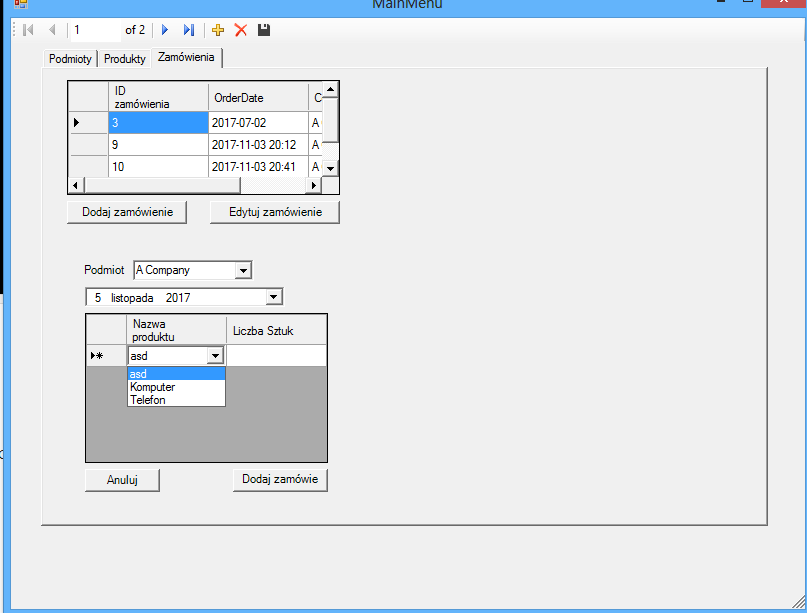 MainMenu
1 of 2
Podmioty Produkty Zamówienia
ID zamówienia OrderDate C
3 2017-07-02 A
9 2017-11-03 20:12 A
10 2017-11-03 20:41 A
Dodaj zamówienie Edytuj zamówienie
Podmiot A Company
5 listopada 2017
Nazwa produktu Liczba Sztuk
asd
asd
Komputer
Telefon
Anuluj Dodaj zamówie